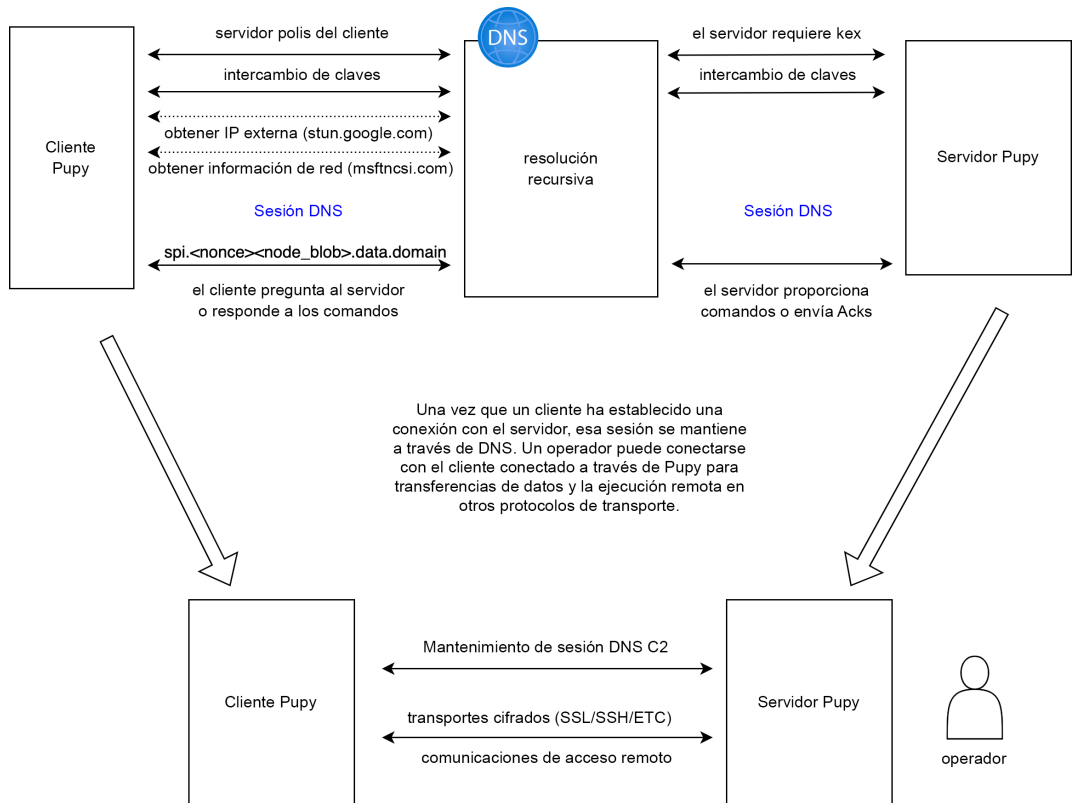 servidor polis del cliente
DNS
el servidor requiere kex
intercambio de claves
intercambio de claves
obtener IP externa (stun.google.com)
Cliente
Pupy
obtener información de red (msftncsi.com)
resolución
recursiva
Servidor Pupy
Sesión DNS
Sesión DNS
spi.<nonce><node_blob>.data.domain
el cliente pregunta al servidor
o responde a los comandos
el servidor proporciona
comandos o envía Acks
Una vez que un cliente ha establecido una
conexión con el servidor, esa sesión se mantiene
a través de DNS. Un operador puede conectarse
con el cliente conectado a través de Pupy para
transferencias de datos y la ejecución remota en
otros protocolos de transporte.
Mantenimiento de sesión DNS C2
Cliente Pupy
Servidor Pupy
transportes cifrados (SSL/SSH/ETC)
comunicaciones de acceso remoto
operador